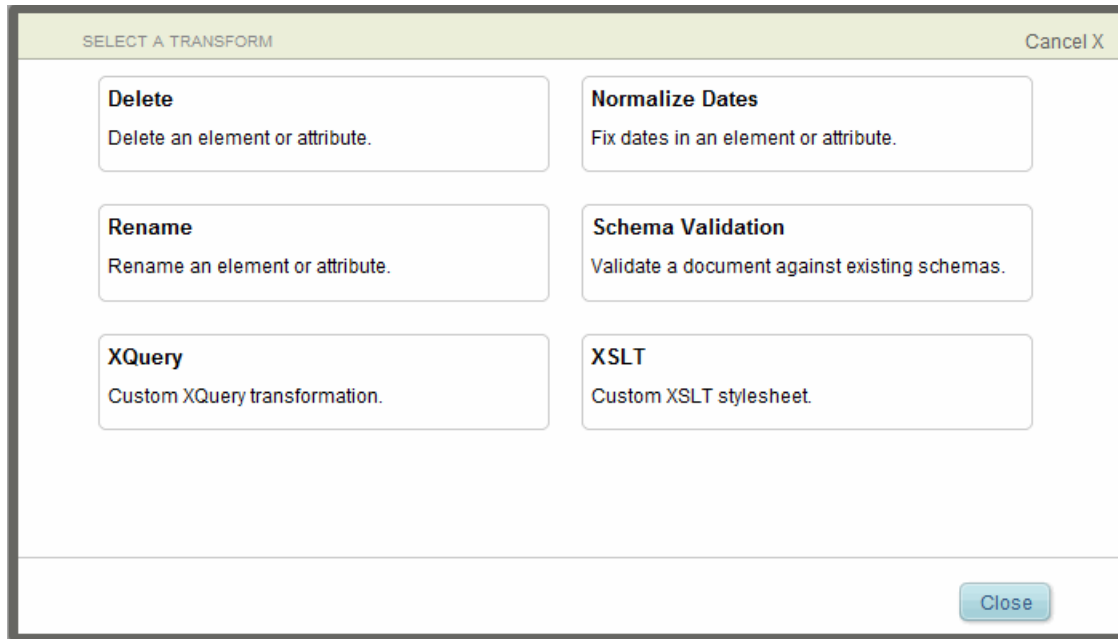 SELECT A TRANSFORM
Cancel X
Delete
Delete an element or attribute.
Normalize Dates
Fix dates in an element or attribute.
Rename
Rename an element or attribute.
Schema Validation
Validate a document against existing schemas.
XQuery
Custom XQuery transformation.
XSLT
Custom XSLT stylesheet.
Close